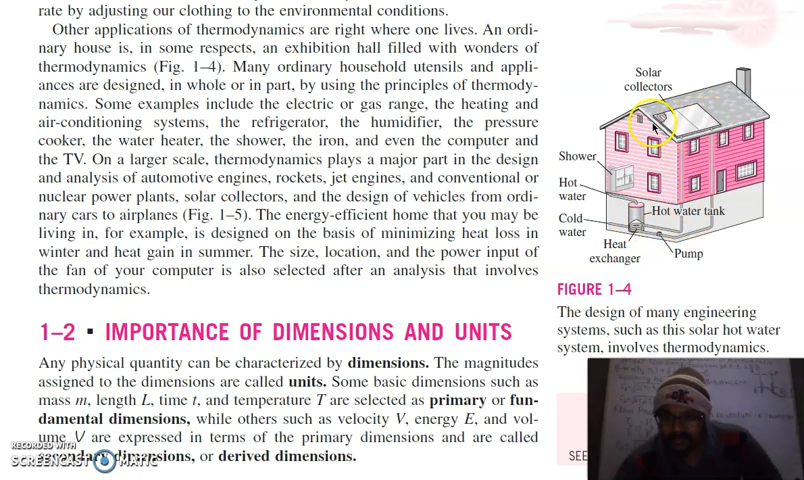 rate by adjusting our clothing to the environmental conditions.
Other applications of thermodynamics are right where one lives. An ordi-
nary house is, in some respects, an exhibition hall filled with wonders of
thermodynamics (Fig. 1–4). Many ordinary household utensils and appli-
ances are designed, in whole or in part, by using the principles of thermody-
namics. Some examples include the electric or gas range, the heating and
air-conditioning systems, the refrigerator, the humidifier, the pressure
cooker, the water heater, the shower, the iron, and even the computer and
the TV. On a larger scale, thermodynamics plays a major part in the design
and analysis of automotive engines, rockets, jet engines, and conventional or
nuclear power plants, solar collectors, and the design of vehicles from ordi-
nary cars to airplanes (Fig. 1–5). The energy-efficient home that you may be
living in, for example, is designed on the basis of minimizing heat loss in
winter and heat gain in summer. The size, location, and the power input of
the fan of your computer is also selected after an analysis that involves
thermodynamics.
1–2 ▪ IMPORTANCE OF DIMENSIONS AND UNITS
Any physical quantity can be characterized by dimensions. The magnitudes
assigned to the dimensions are called units. Some basic dimensions such as
mass m, length L, time t, and temperature T are selected as primary or fun-
damental dimensions, while others such as velocity V, energy E, and vol-
ume V are expressed in terms of the primary dimensions and are called
dimensions, or derived dimensions.
Solar
collectors
Shower
Hot
water
Hot water tank
Cold
water
Heat
exchanger
Pump
FIGURE 1–4
The design of many engineering
systems, such as this solar hot water
system, involves thermodynamics.
SEE
RECORDED WITH
SCREENCAST MATIC